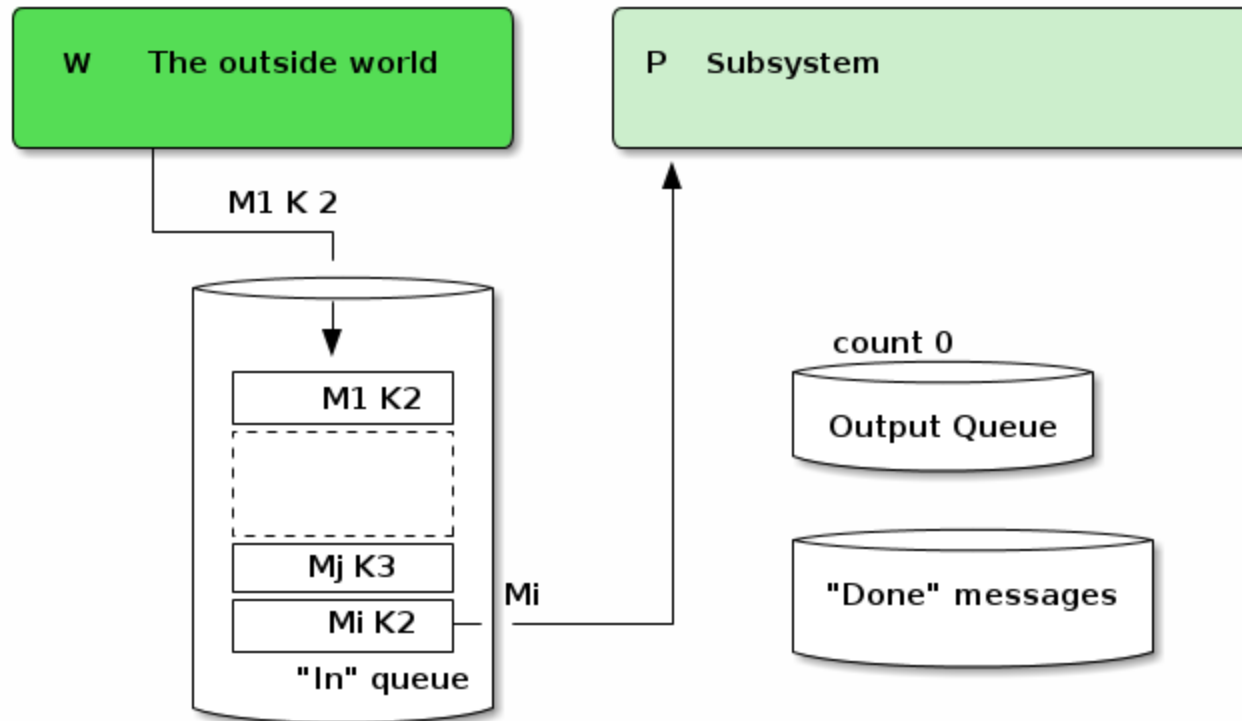 W The outside world
P Subsystem
M1 K 2
count 0
M1 K2
Output Queue
Mj K3
Mi
"Done" messages
Mi K2
"In" queue